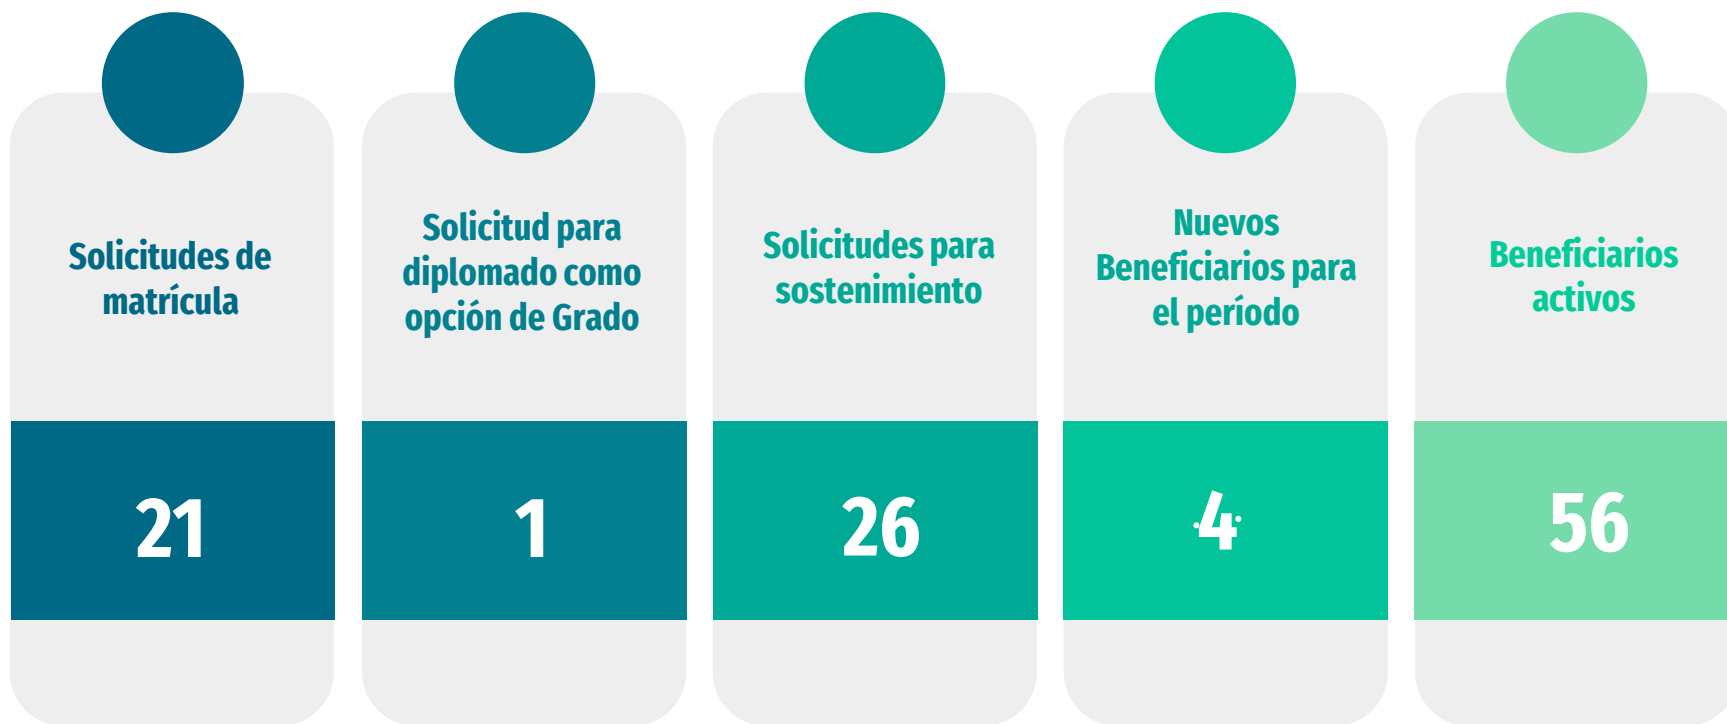 Solicitudes de
matrícula
21
Solicitud para
diplomado como
opción de Grado
1
Solicitudes para
sostenimiento
26
Nuevos
Beneficiarios para
el período
4
Beneficiarios
activos
56